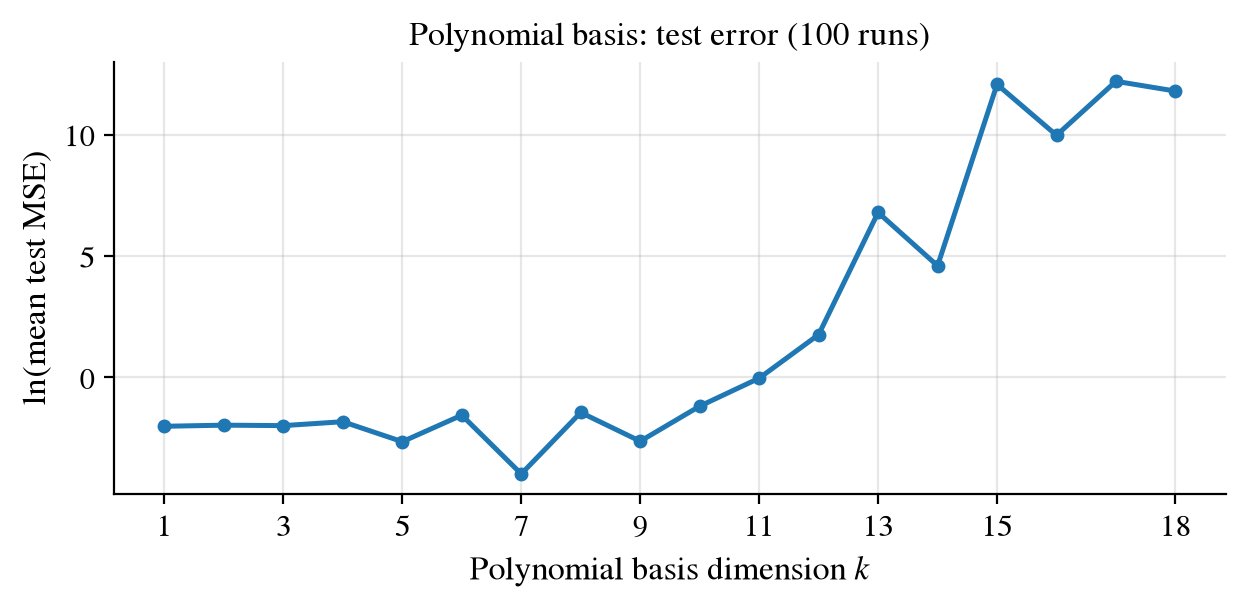 Polynomial basis: test error (100 runs)
ln(mean test MSE)
10
5
0
1 3 5 7 9 11 13 15 18
Polynomial basis dimension k